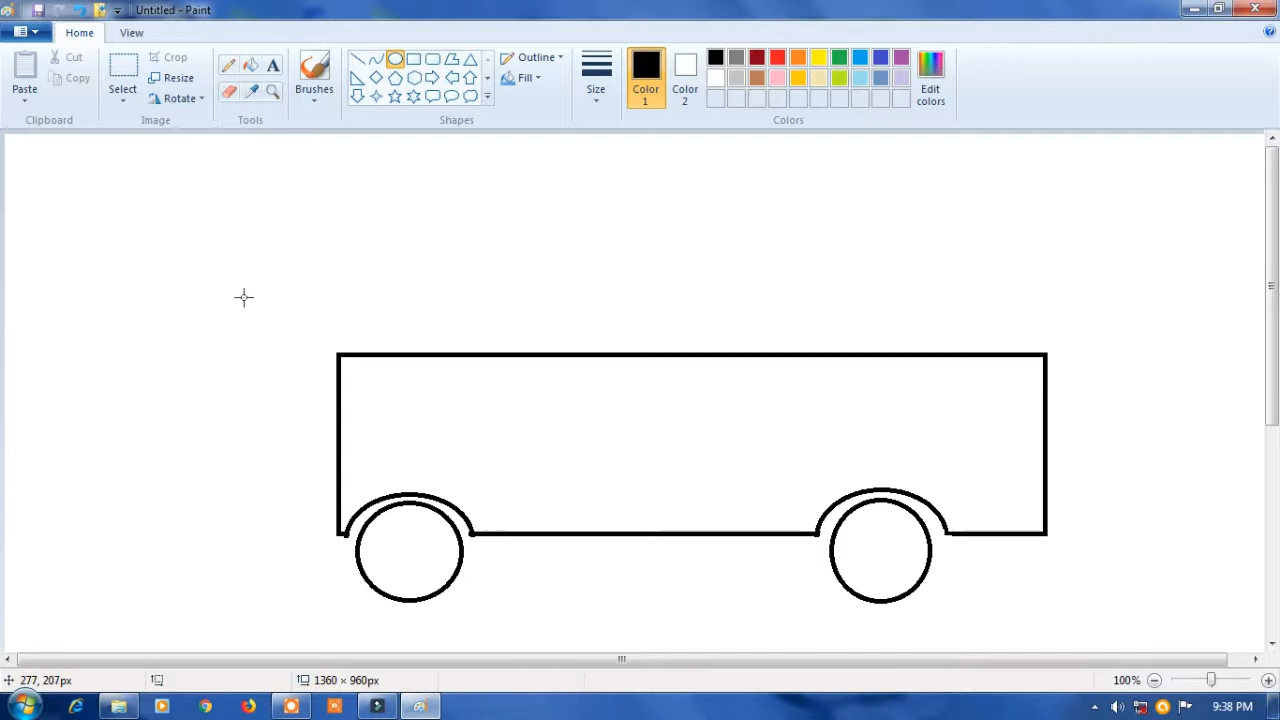 Untitled - Paint
Home View
Paste
Cut
Copy
Clipboard
Select
Crop
Resize
Rotate
Image
A
Tools
Brushes
Outline
Fill
Shapes
Size
Color 1
Color 2
Edit colors
Colors
277, 207px
1360 × 960px
100%
9:38 PM